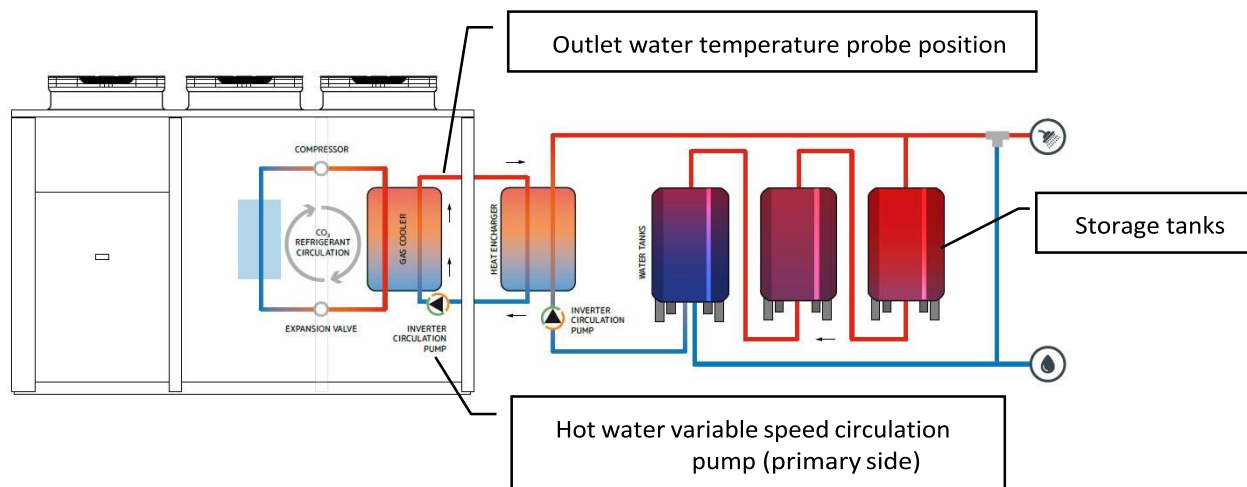 Outlet water temperature probe position
COMPRESSOR
CO₂
REFRIGERANT
CIRCULATION
GAS COOLER
HEAT ENCHARGER
WATER TANKS
Storage tanks
EXPANSION VALVE
INVERTER
CIRCULATION
PUMP
INVERTER
CIRCULATION
PUMP
Hot water variable speed circulation
pump (primary side)